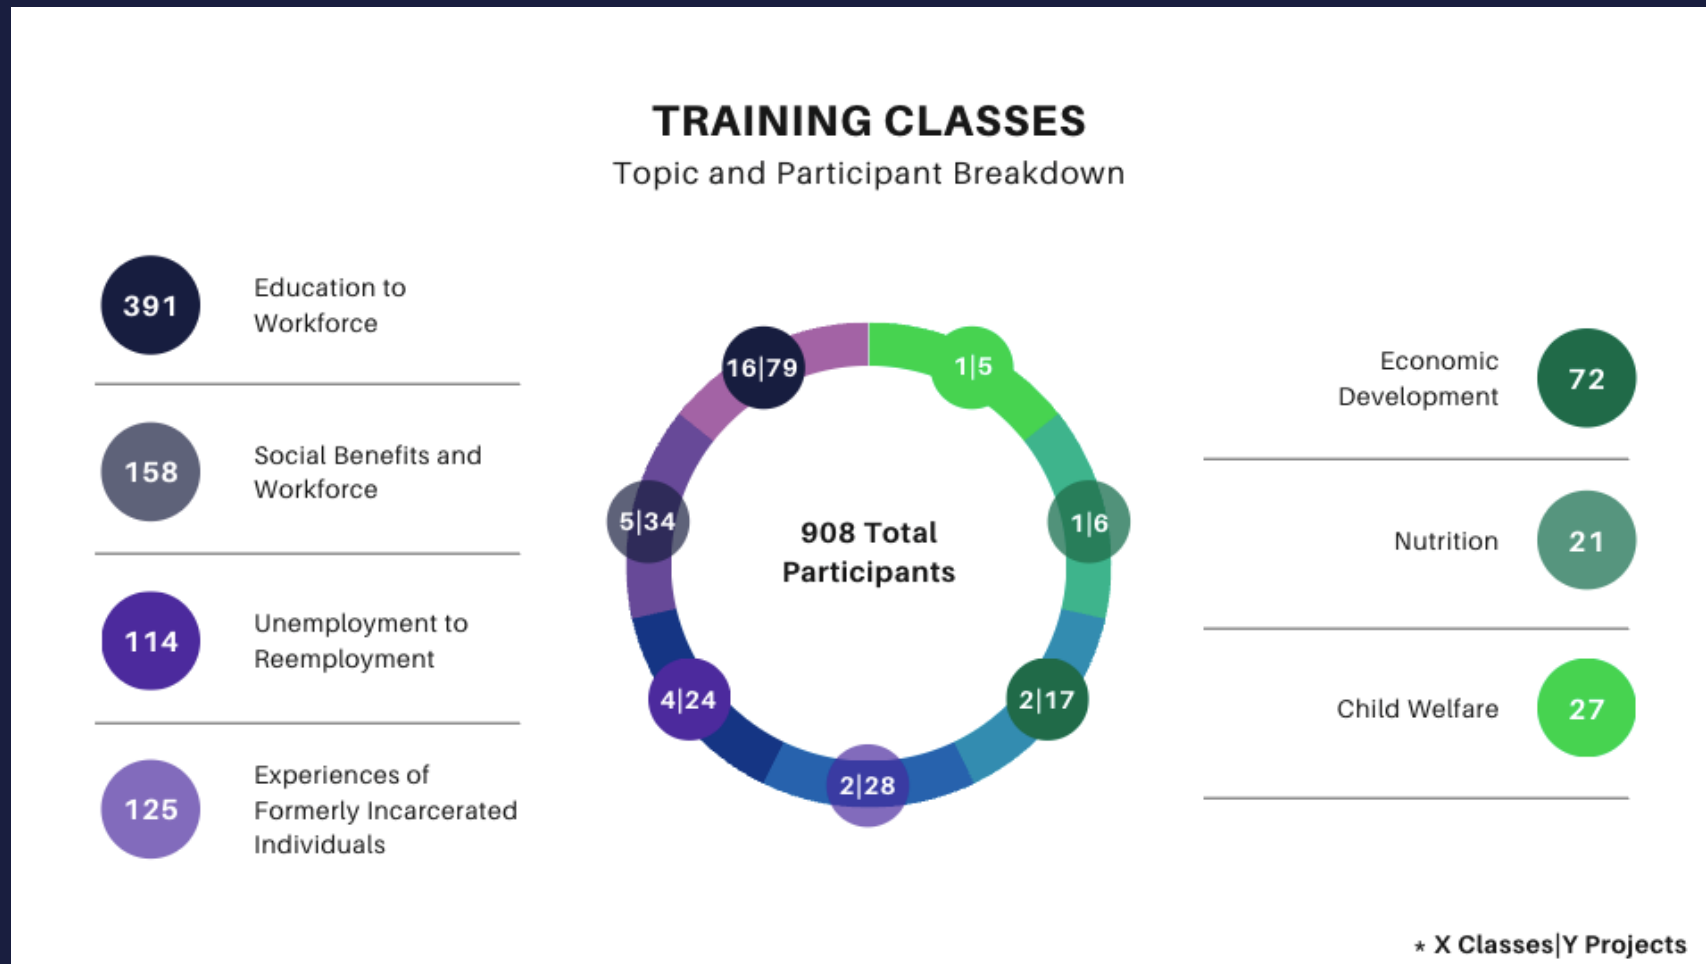 TRAINING CLASSES
Topic and Participant Breakdown
391
Education to
Workforce
158
Social Benefits and
Workforce
114
Unemployment to
Reemployment
125
Experiences of
Formerly Incarcerated
Individuals
16|79
1|5
5|34
1|6
908 Total
Participants
4|24
2|17
2|28
Economic
Development
72
Nutrition
21
Child Welfare
27
* X Classes|Y Projects